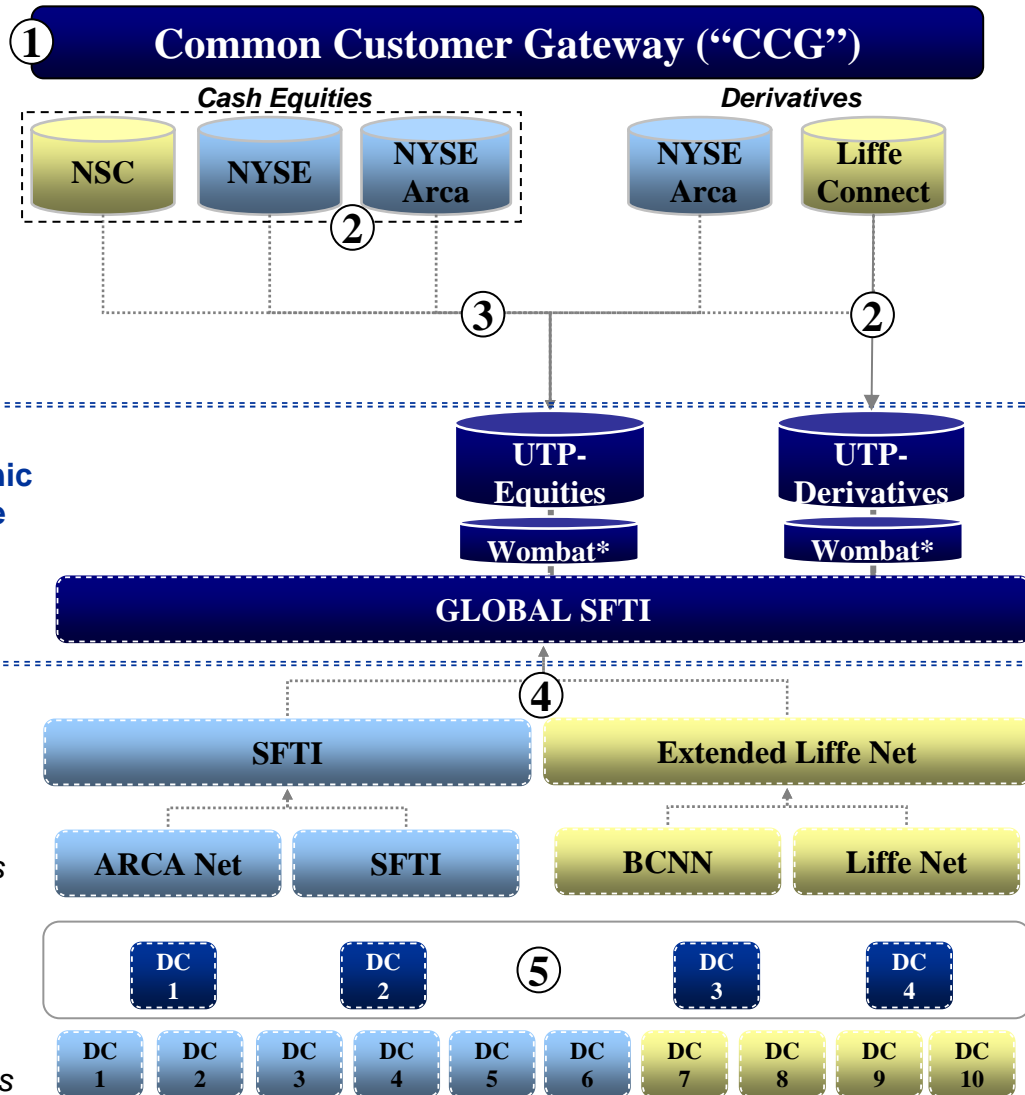 1
Common Customer Gateway (“CCG”)
Cash Equities
Derivatives
NSC
NYSE
NYSE
Arca
NYSE
Arca
Liffe
Connect
2
3
2
UTP-
Equities
UTP-
Derivatives
Wombat*
Wombat*
GLOBAL SFTI
4
SFTI
Extended Liffe Net
ARCA Net
SFTI
BCNN
Liffe Net
DC
1
DC
2
5
DC
3
DC
4
DC
1
DC
2
DC
3
DC
4
DC
5
DC
6
DC
7
DC
8
DC
9
DC
10